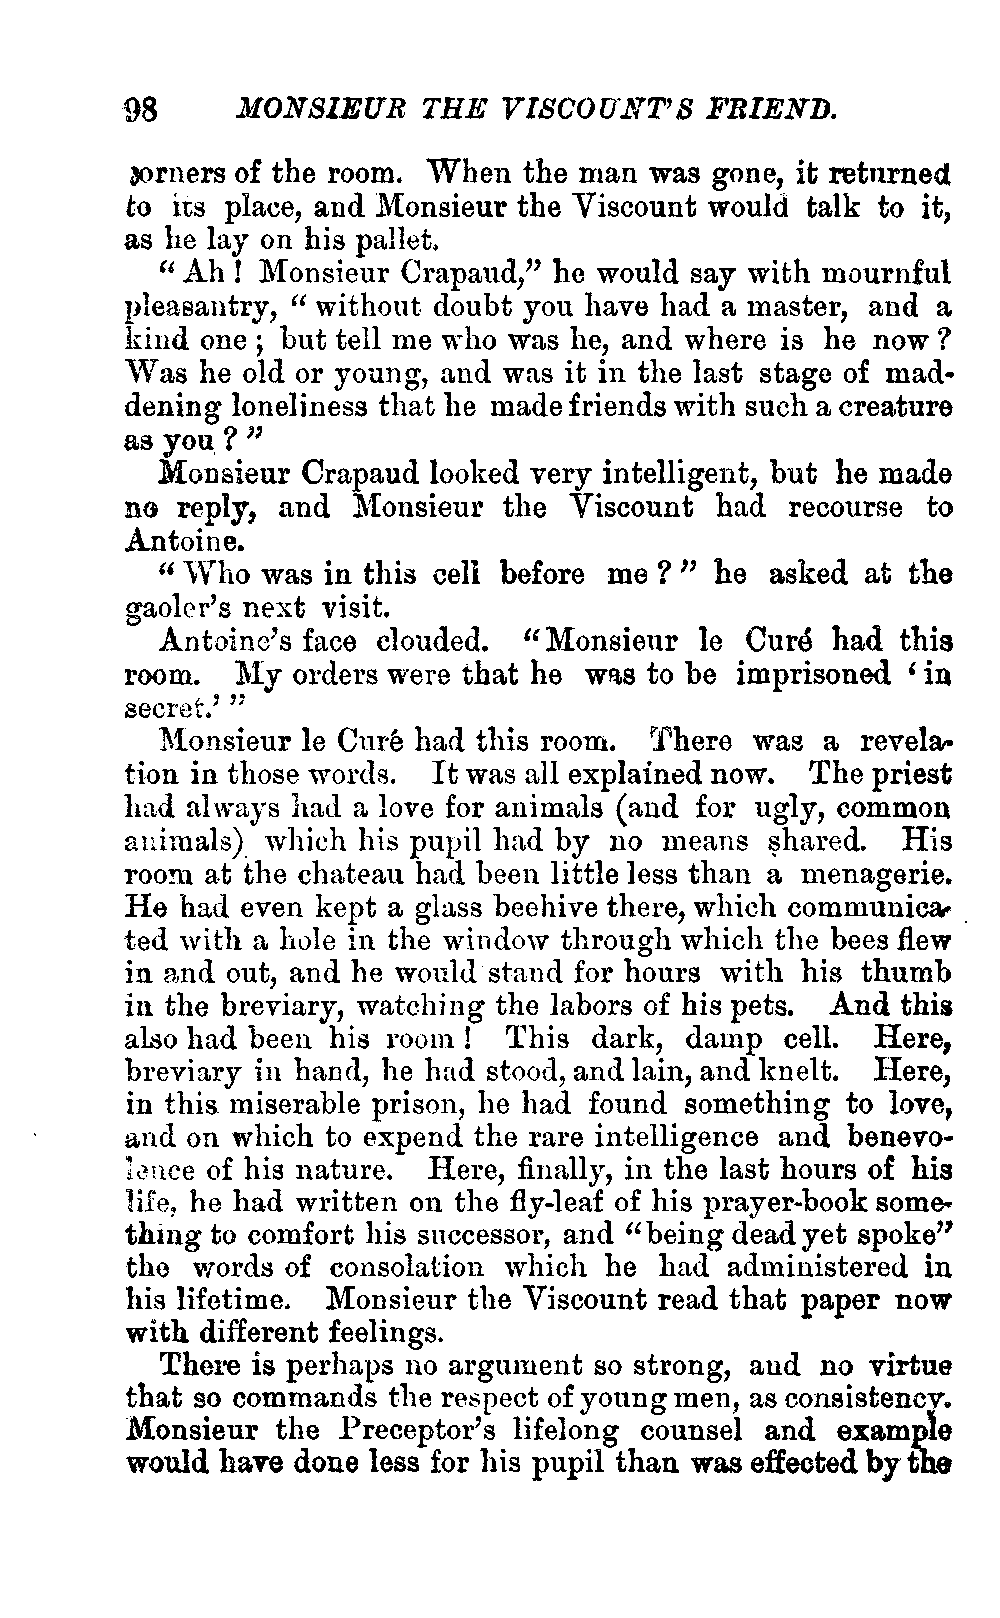 98 MONSIEUR THE VISCOUNT'S FRIEND.
corners of the room. When the man was gone, it returned
to its place, and Monsieur the Viscount would talk to it,
as he lay on his pallet.
“Ah! Monsieur Crapaud,” he would say with mournful
pleasantry, “without doubt you have had a master, and a
kind one; but tell me who was he, and where is he now?
Was he old or young, and was it in the last stage of mad-
dening loneliness that he made friends with such a creature
as you?”
Monsieur Crapaud looked very intelligent, but he made
no reply, and Monsieur the Viscount had recourse to
Antoine.
“Who was in this cell before me?” he asked at the
gaoler's next visit.
Antoine's face clouded. “Monsieur le Curé had this
room. My orders were that he was to be imprisoned ‘in
secret.’”
Monsieur le Curé had this room. There was a revela-
tion in those words. It was all explained now. The priest
had always had a love for animals (and for ugly, common
animals) which his pupil had by no means shared. His
room at the chateau had been little less than a menagerie.
He had even kept a glass beehive there, which communica-
ted with a hole in the window through which the bees flew
in and out, and he would stand for hours with his thumb
in the breviary, watching the labors of his pets. And this
also had been his room! This dark, damp cell. Here,
breviary in hand, he had stood, and lain, and knelt. Here,
in this miserable prison, he had found something to love,
and on which to expend the rare intelligence and benevo-
lence of his nature. Here, finally, in the last hours of his
life, he had written on the fly-leaf of his prayer-book some-
thing to comfort his successor, and “being dead yet spoke”
the words of consolation which he had administered in
his lifetime. Monsieur the Viscount read that paper now
with different feelings.
There is perhaps no argument so strong, and no virtue
that so commands the respect of young men, as consistency.
Monsieur the Preceptor's lifelong counsel and example
would have done less for his pupil than was effected by the